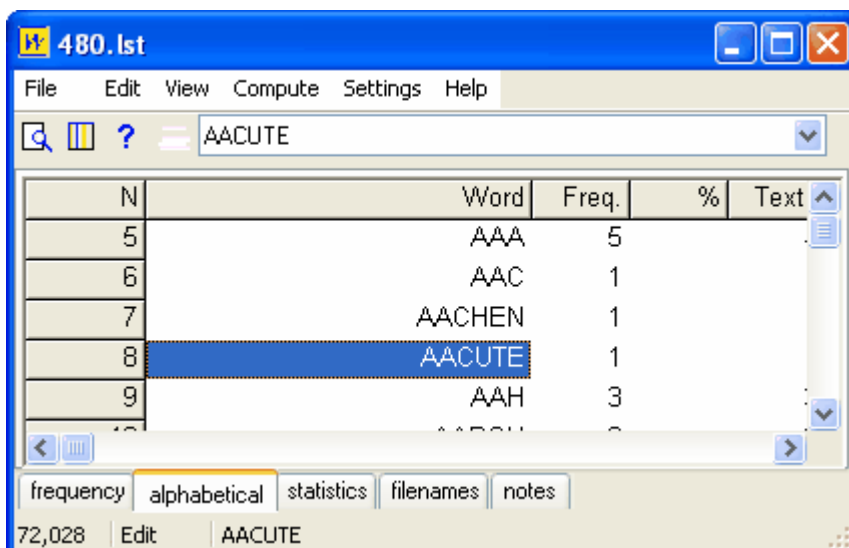 480.lst
File Edit View Compute Settings Help
? AACUTE
N Word Freq. % Text
5 AAA 5
6 AAC 1
7 AACHEN 1
8 AACUTE 1
9 AAH 3
frequency alphabetical statistics filenames notes
72,028 Edit AACUTE